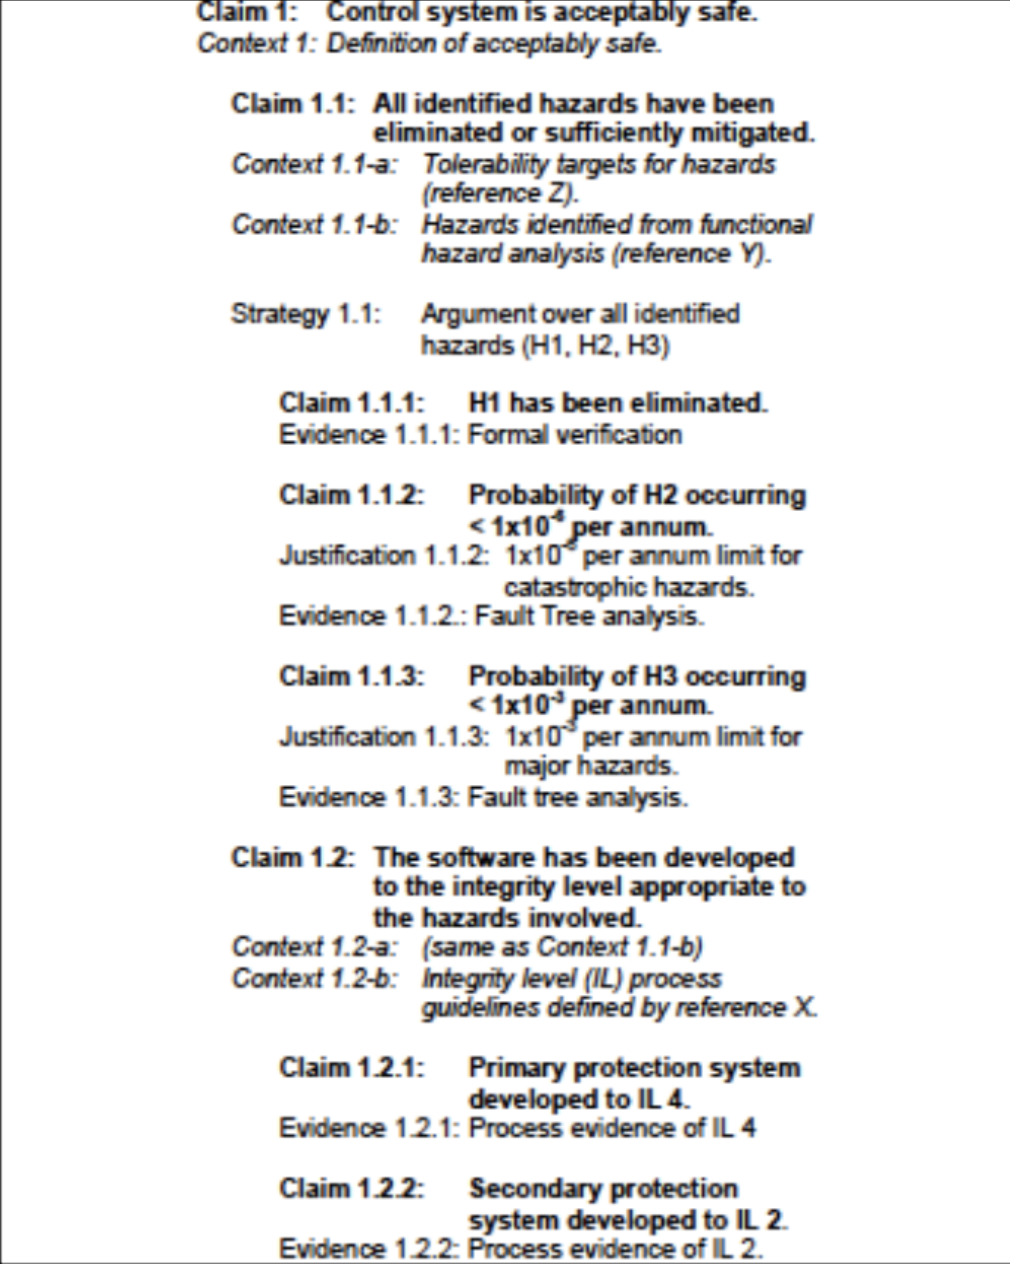 Claim 1: Control system is acceptably safe.
Context 1: Definition of acceptably safe.
Claim 1.1: All identified hazards have been
eliminated or sufficiently mitigated.
Context 1.1-a: Tolerability targets for hazards
(reference Z).
Context 1.1-b: Hazards identified from functional
hazard analysis (reference Y).
Strategy 1.1: Argument over all identified
hazards (H1, H2, H3)
Claim 1.1.1: H1 has been eliminated.
Evidence 1.1.1: Formal verification
Claim 1.1.2: Probability of H2 occurring
< 1x10 per annum.
Justification 1.1.2: 1x10 per annum limit for
catastrophic hazards.
Evidence 1.1.2.: Fault Tree analysis.
Claim 1.1.3: Probability of H3 occurring
< 1x10⁻³ per annum.
Justification 1.1.3: 1x10⁻³ per annum limit for
major hazards.
Evidence 1.1.3: Fault tree analysis.
Claim 1.2: The software has been developed
to the integrity level appropriate to
the hazards involved.
Context 1.2-a: (same as Context 1.1-b)
Context 1.2-b: Integrity level (IL) process
guidelines defined by reference X.
Claim 1.2.1: Primary protection system
developed to IL 4.
Evidence 1.2.1: Process evidence of IL 4
Claim 1.2.2: Secondary protection
system developed to IL 2.
Evidence 1.2.2: Process evidence of IL 2.